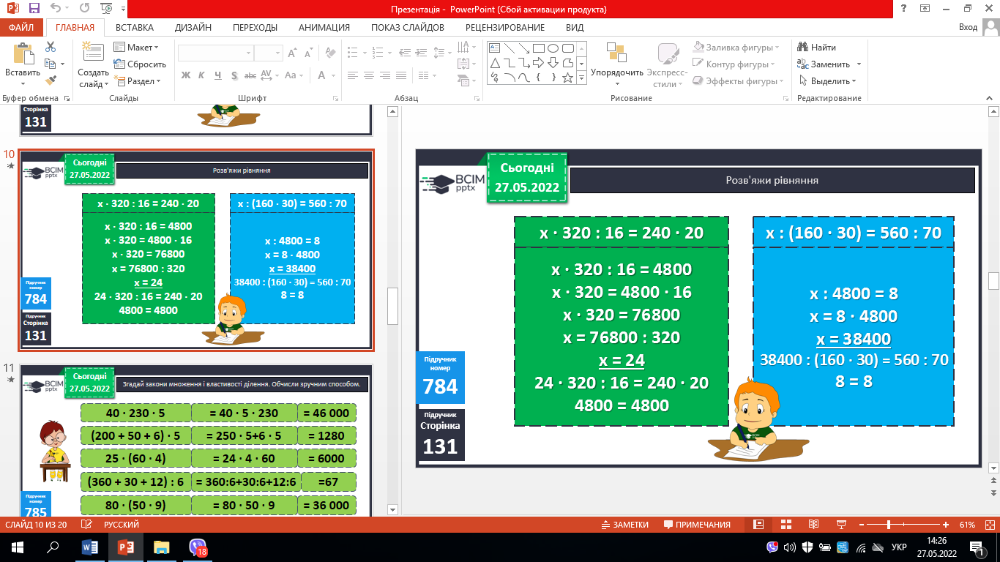 Презентація - PowerPoint (Сбой активации продукта)
ФАЙЛ ГЛАВНАЯ ВСТАВКА ДИЗАЙН ПЕРЕХОДЫ АНИМАЦИЯ ПОКАЗ СЛАЙДОВ РЕЦЕНЗИРОВАНИЕ ВИД Вход
Вставить
Создать слайд
Макет
Сбросить
Раздел
Ж К Ч S abc AV Aa A
Упорядочить
Экспресс-стили
Заливка фигуры
Контур фигуры
Эффекты фигуры
Найти
Заменить
Выделить
Буфер обмена Слайды Шрифт Абзац Рисование Редактирование
Сторінка
131
10
Сьогодні
27.05.2022
BCIM
pptx
Розв'яжи рівняння
x · 320 : 16 = 240 · 20
x · 320 : 16 = 4800
x · 320 = 4800 · 16
x · 320 = 76800
x = 76800 : 320
x = 24
24 · 320 : 16 = 240 · 20
4800 = 4800
x : (160 · 30) = 560 : 70
x : 4800 = 8
x = 8 · 4800
x = 38400
38400 : (160 · 30) = 560 : 70
8 = 8
Підручник
номер
784
Підручник
Сторінка
131
11
Сьогодні
27.05.2022
BCIM
pptx
Згадай закони множення і властивості ділення. Обчисли зручним способом.
40 · 230 · 5 = 40 · 5 · 230 = 46 000
(200 + 50 + 6) · 5 = 250 · 5+6 · 5 = 1280
25 · (60 · 4) = 24 · 4 · 60 = 6000
(360 + 30 + 12) : 6 = 360:6+30:6+12:6 =67
80 · (50 · 9) = 80 · 50 · 9 = 36 000
Підручник
номер
785
Сьогодні
27.05.2022
BCIM
pptx
Розв'яжи рівняння
x · 320 : 16 = 240 · 20
x · 320 : 16 = 4800
x · 320 = 4800 · 16
x · 320 = 76800
x = 76800 : 320
x = 24
24 · 320 : 16 = 240 · 20
4800 = 4800
x : (160 · 30) = 560 : 70
x : 4800 = 8
x = 8 · 4800
x = 38400
38400 : (160 · 30) = 560 : 70
8 = 8
Підручник
номер
784
Підручник
Сторінка
131
СЛАЙД 10 ИЗ 20 РУССКИЙ ЗАМЕТКИ ПРИМЕЧАНИЯ 61%
18
УКР
14:26
27.05.2022
1